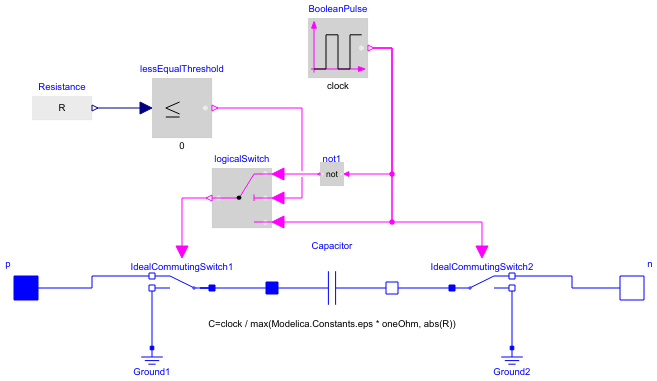 BooleanPulse
clock
lessEqualThreshold
≤
0
Resistance
R
logicalSwitch
not1
not
Capacitor
p
IdealCommutingSwitch1
IdealCommutingSwitch2
n
C=clock / max(Modelica.Constants.eps * oneOhm, abs(R))
Ground1
Ground2